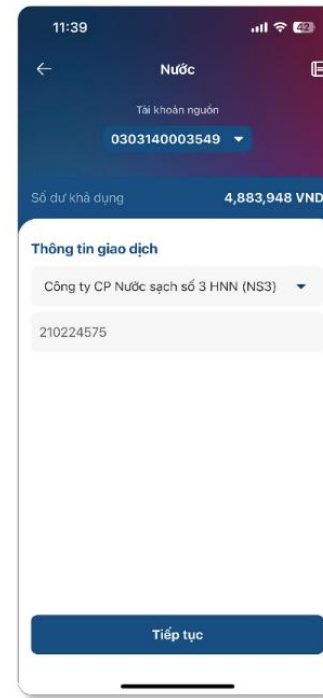 11:39
42
Nước
Tài khoản nguồn
0303140003549
Số dư khả dụng 4,883,948 VND
Thông tin giao dịch
Công ty CP Nước sạch số 3 HNN (NS3)
210224575
Tiếp tục